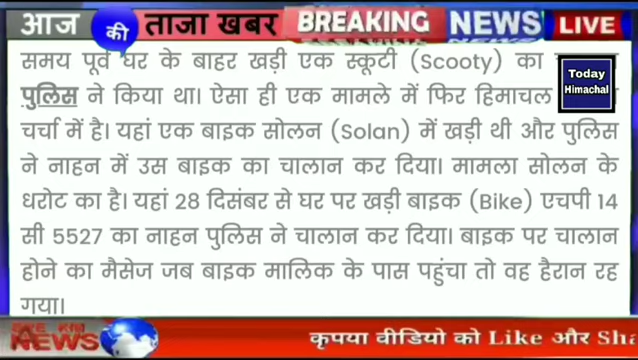 आज की ताजा खबर BREAKING NEWS LIVE
समय पूर्व घर के बाहर खड़ी एक स्कूटी (Scooty) का
Today
Himachal
पुलिस ने किया था। ऐसा ही एक मामले में फिर हिमाचल
चर्चा में है। यहां एक बाइक सोलन (Solan) में खड़ी थी और पुलिस
ने नाहन में उस बाइक का चालान कर दिया। मामला सोलन के
धरोट का है। यहां 28 दिसंबर से घर पर खड़ी बाइक (Bike) एचपी 14
सी 5527 का नाहन पुलिस ने चालान कर दिया। बाइक पर चालान
होने का मैसेज जब बाइक मालिक के पास पहुंचा तो वह हैरान रह
गया।
NEWS
कृपया वीडियो को Like और Sha